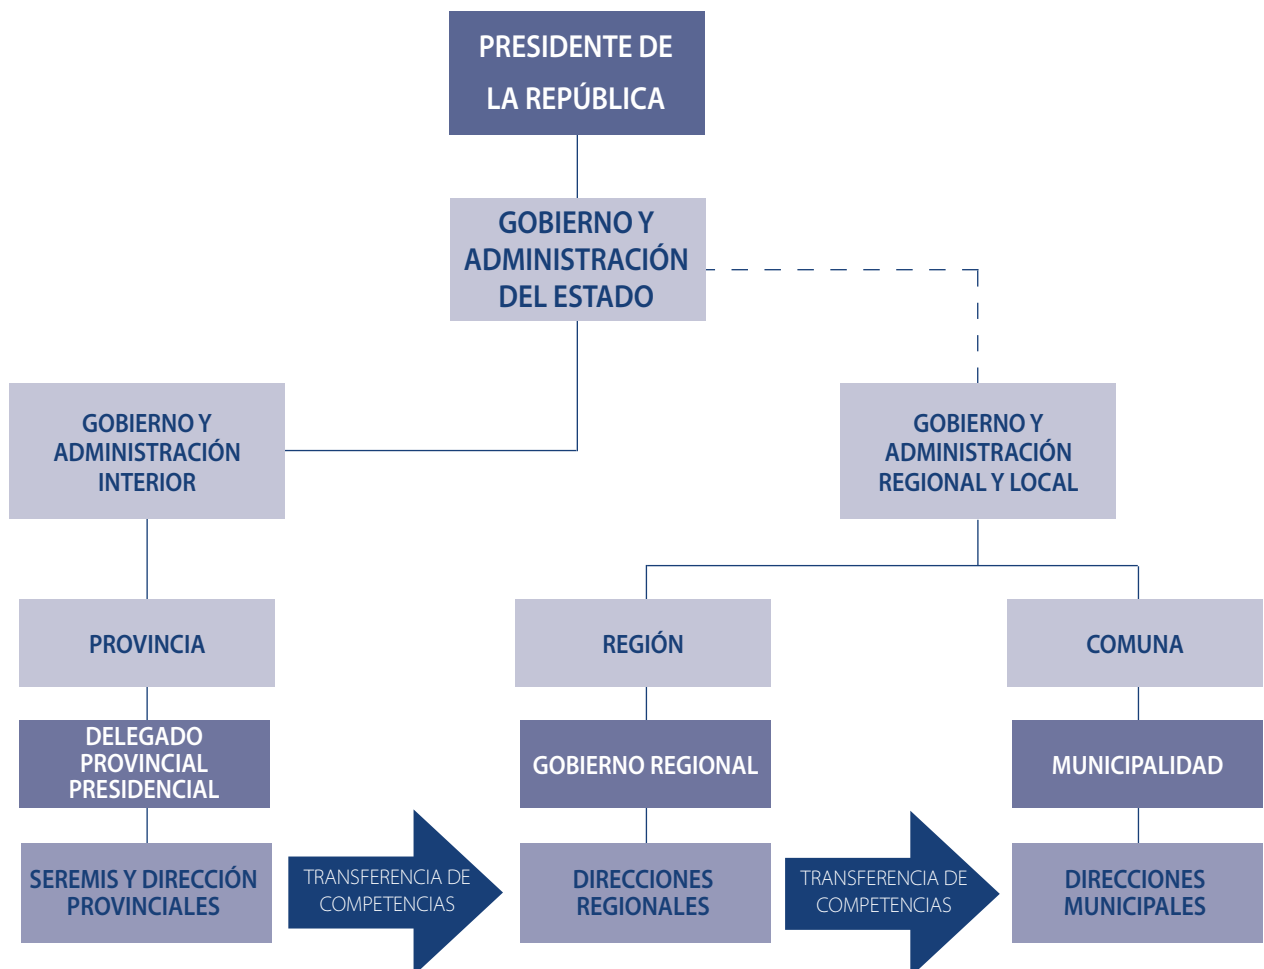 PRESIDENTE DE
LA REPÚBLICA
GOBIERNO Y
ADMINISTRACIÓN
DEL ESTADO
GOBIERNO Y
ADMINISTRACIÓN
INTERIOR
GOBIERNO Y
ADMINISTRACIÓN
REGIONAL Y LOCAL
PROVINCIA
REGIÓN
COMUNA
DELEGADO
PROVINCIAL
PRESIDENCIAL
GOBIERNO REGIONAL
MUNICIPALIDAD
SEREMIS Y DIRECCIÓN
PROVINCIALES
TRANSFERENCIA DE
COMPETENCIAS
DIRECCIONES
REGIONALES
TRANSFERENCIA DE
COMPETENCIAS
DIRECCIONES
MUNICIPALES